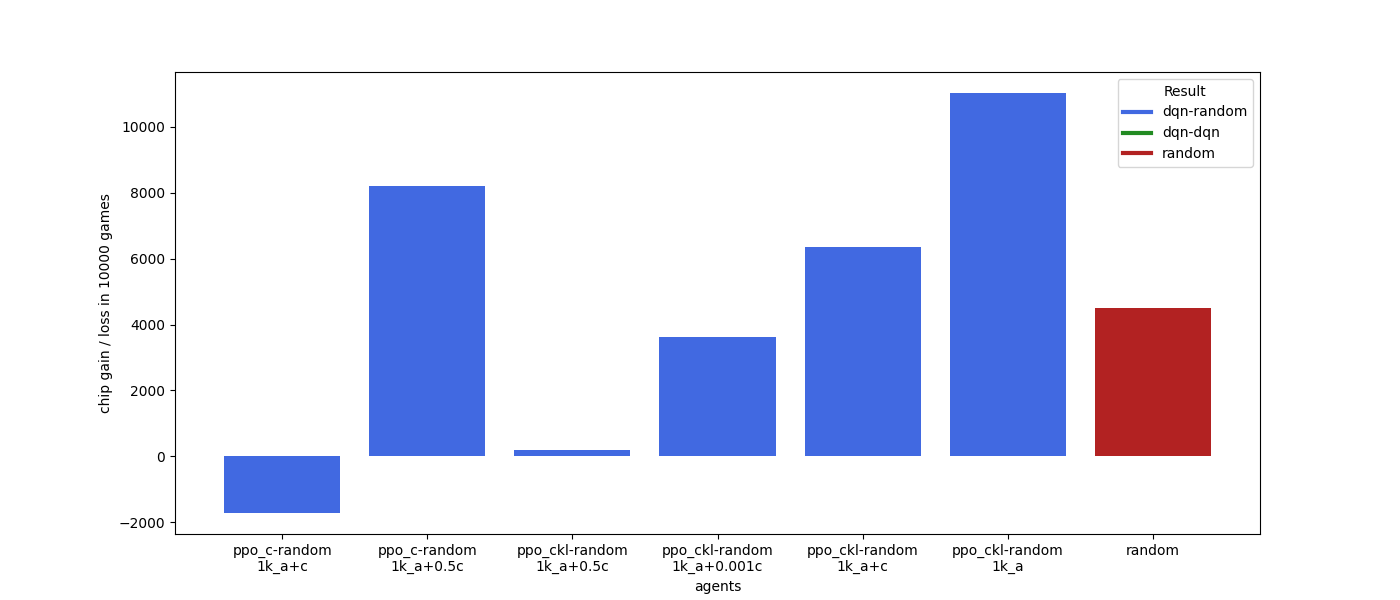 Result
dqn-random
dqn-dqn
random
chip gain / loss in 10000 games
10000
8000
6000
4000
2000
0
−2000
ppo_c-random
1k_a+c
ppo_c-random
1k_a+0.5c
ppo_ckl-random
1k_a+0.5c
ppo_ckl-random
1k_a+0.001c
ppo_ckl-random
1k_a+c
ppo_ckl-random
1k_a
random
agents